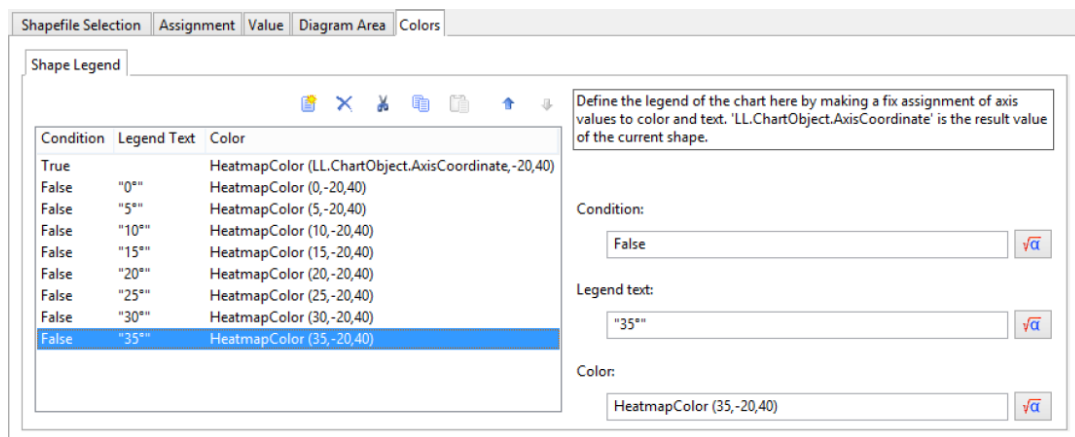 Shapefile Selection Assignment Value Diagram Area Colors
Shape Legend
Define the legend of the chart here by making a fix assignment of axis
values to color and text. 'LL.ChartObject.AxisCoordinate' is the result value
of the current shape.
Condition Legend Text Color
True HeatmapColor (LL.ChartObject.AxisCoordinate,-20,40)
False "0°" HeatmapColor (0,-20,40)
False "5°" HeatmapColor (5,-20,40)
False "10°" HeatmapColor (10,-20,40)
False "15°" HeatmapColor (15,-20,40)
False "20°" HeatmapColor (20,-20,40)
False "25°" HeatmapColor (25,-20,40)
False "30°" HeatmapColor (30,-20,40)
False "35°" HeatmapColor (35,-20,40)
Condition:
False √α
Legend text:
"35°" √α
Color:
HeatmapColor (35,-20,40) √α